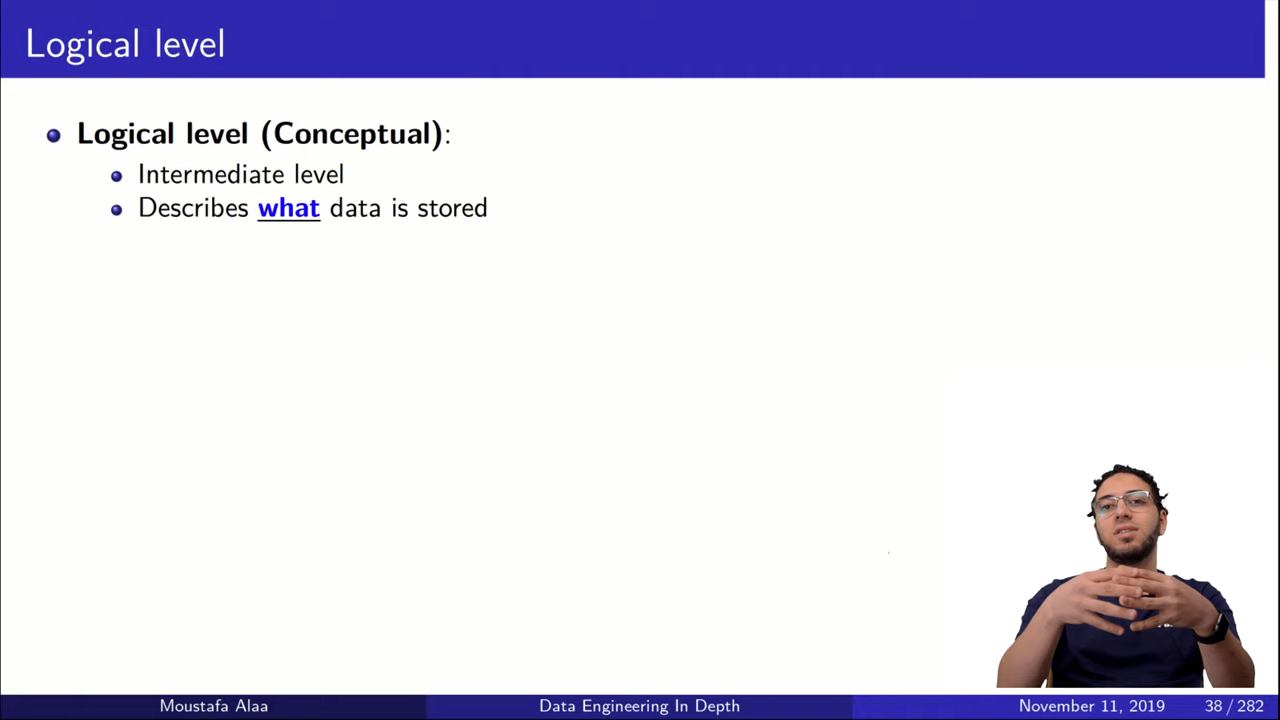 Logical level
Logical level (Conceptual):
Intermediate level
Describes what data is stored
Moustafa Alaa
Data Engineering In Depth
November 11, 2019
38 / 282